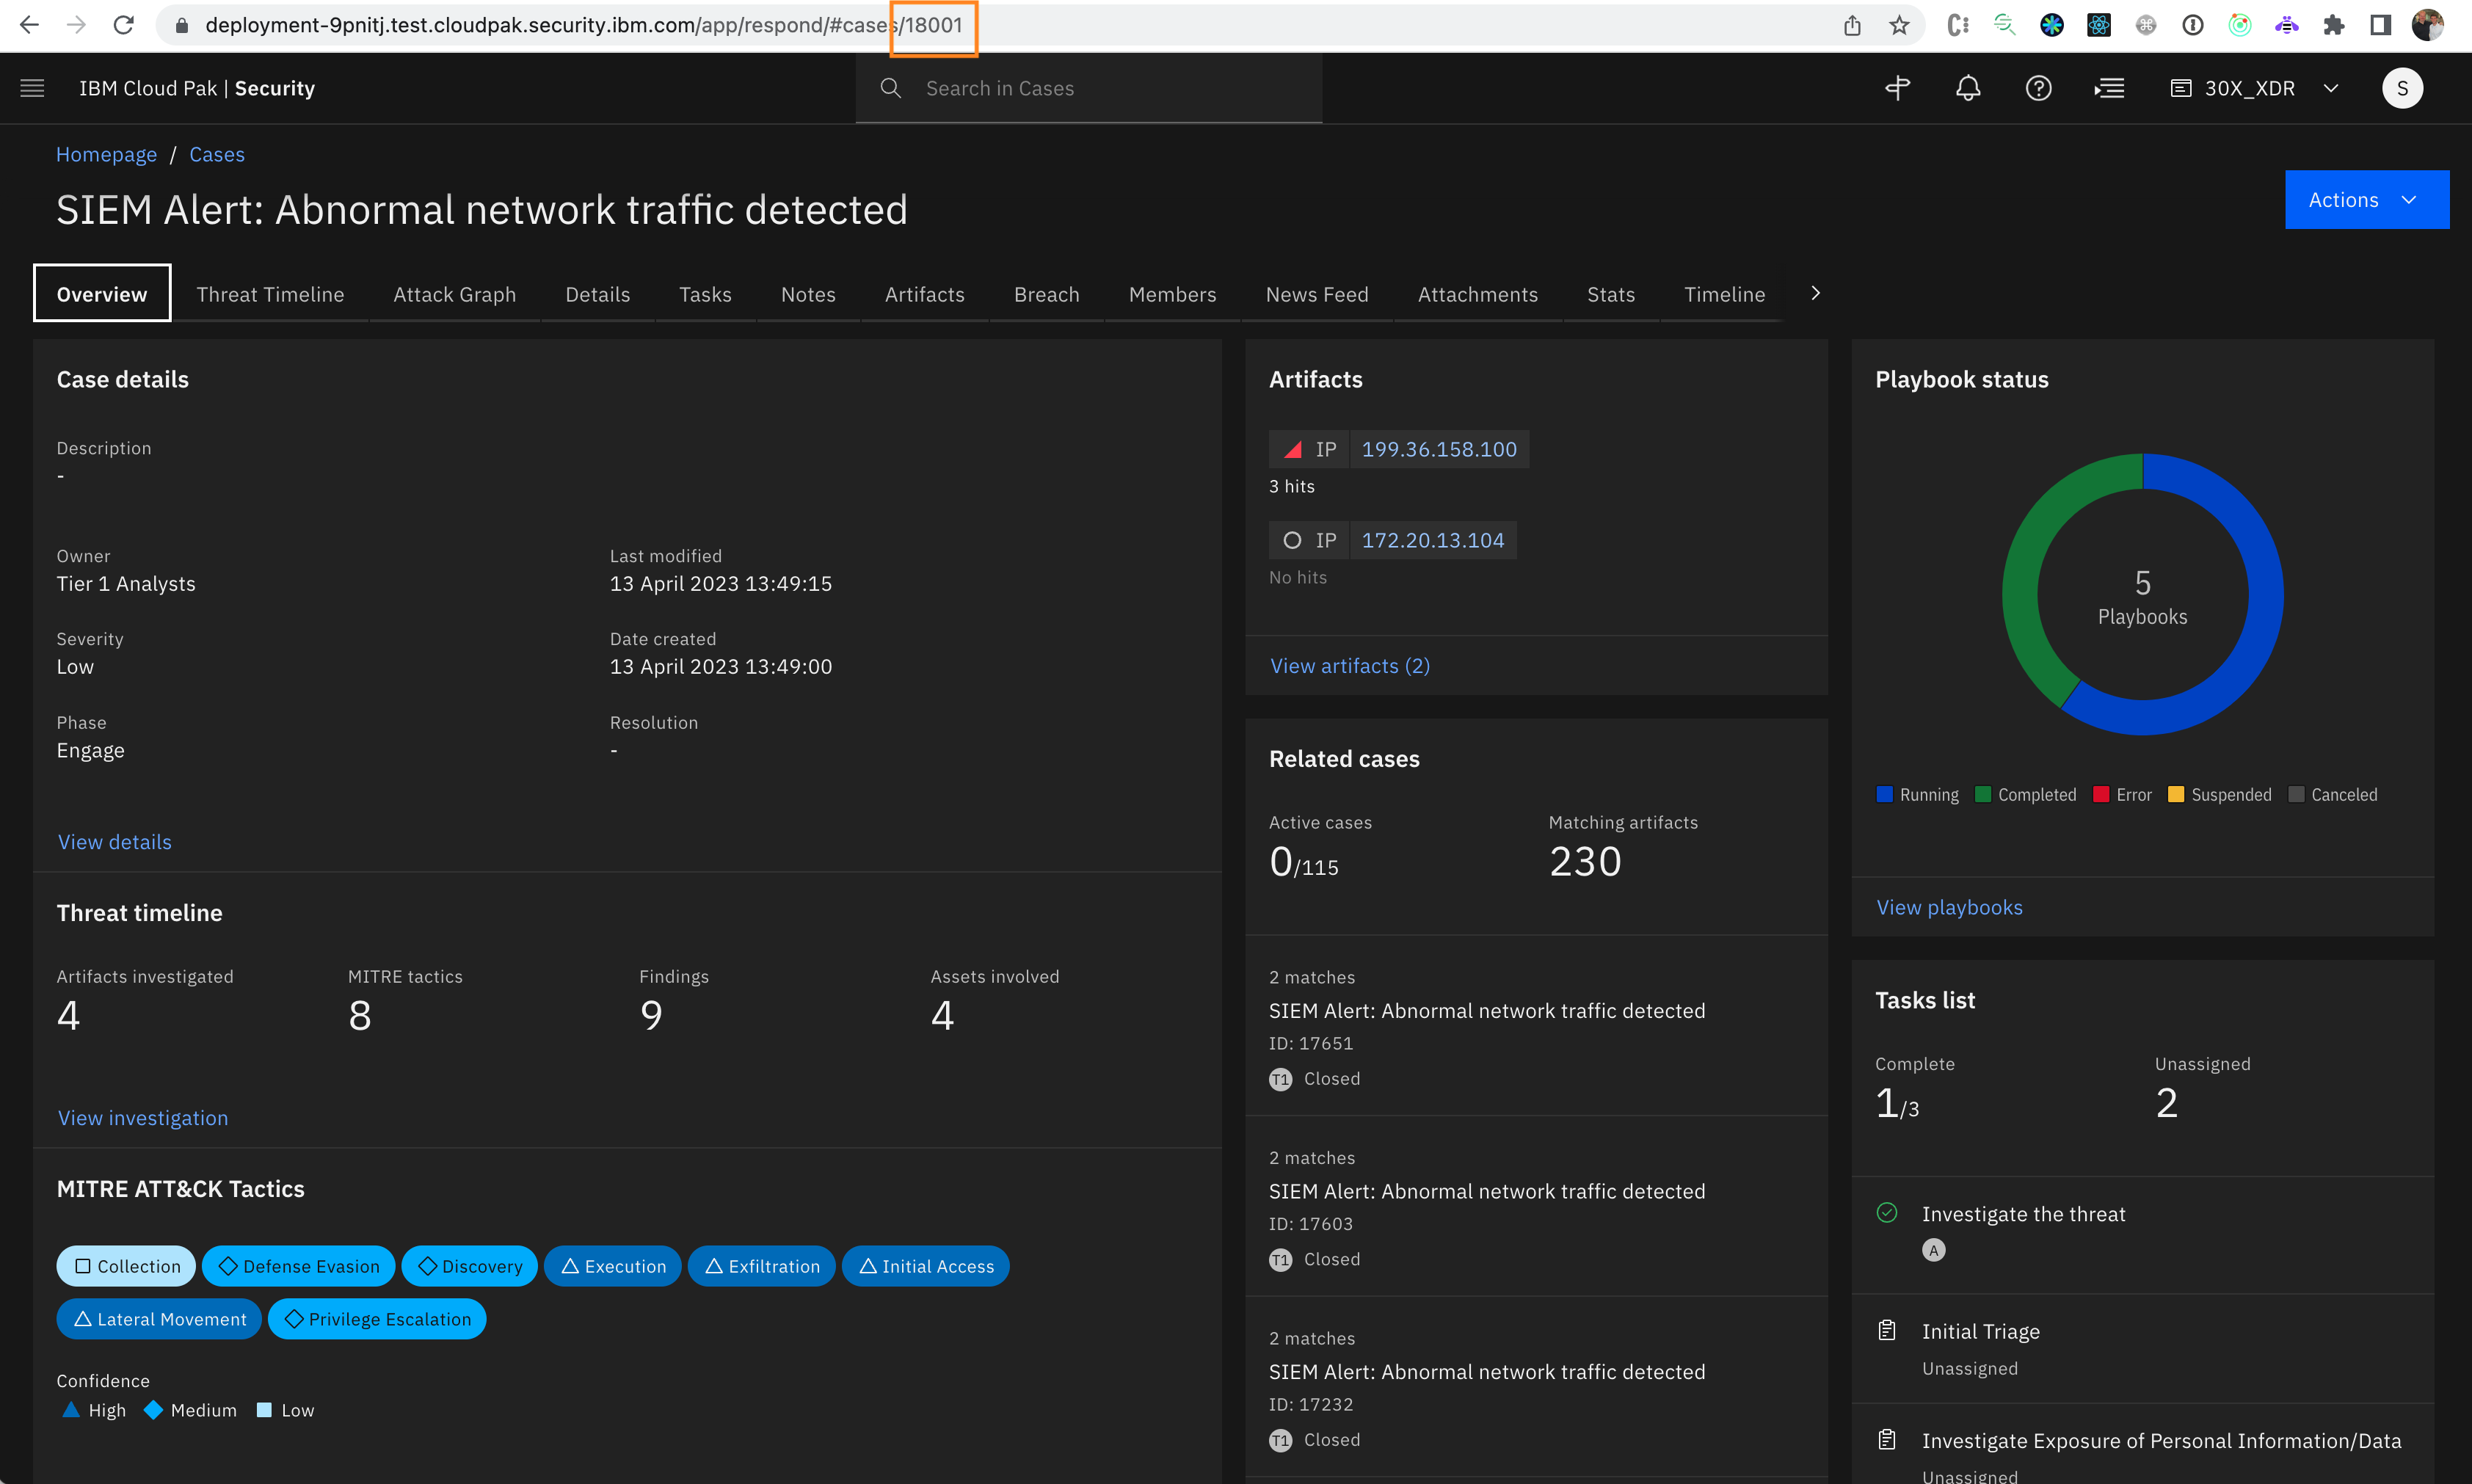 deployment-9pnitj.test.cloudpak.security.ibm.com/app/respond/#cases/18001
IBM Cloud Pak | Security
Search in Cases
30X_XDR
S
Homepage / Cases
SIEM Alert: Abnormal network traffic detected
Actions
Overview
Threat Timeline
Attack Graph
Details
Tasks
Notes
Artifacts
Breach
Members
News Feed
Attachments
Stats
Timeline
Case details
Description
-
Owner
Tier 1 Analysts
Last modified
13 April 2023 13:49:15
Severity
Low
Date created
13 April 2023 13:49:00
Phase
Engage
Resolution
-
View details
Threat timeline
Artifacts investigated
4
MITRE tactics
8
Findings
9
Assets involved
4
View investigation
MITRE ATT&CK Tactics
Collection
Defense Evasion
Discovery
Execution
Exfiltration
Initial Access
Lateral Movement
Privilege Escalation
Confidence
High
Medium
Low
Artifacts
IP 199.36.158.100
3 hits
IP 172.20.13.104
No hits
View artifacts (2)
Related cases
Active cases
0/115
Matching artifacts
230
2 matches
SIEM Alert: Abnormal network traffic detected
ID: 17651
T1 Closed
2 matches
SIEM Alert: Abnormal network traffic detected
ID: 17603
T1 Closed
2 matches
SIEM Alert: Abnormal network traffic detected
ID: 17232
T1 Closed
Playbook status
5
Playbooks
Running
Completed
Error
Suspended
Canceled
View playbooks
Tasks list
Complete
1/3
Unassigned
2
Investigate the threat
A
Initial Triage
Unassigned
Investigate Exposure of Personal Information/Data
Unassigned